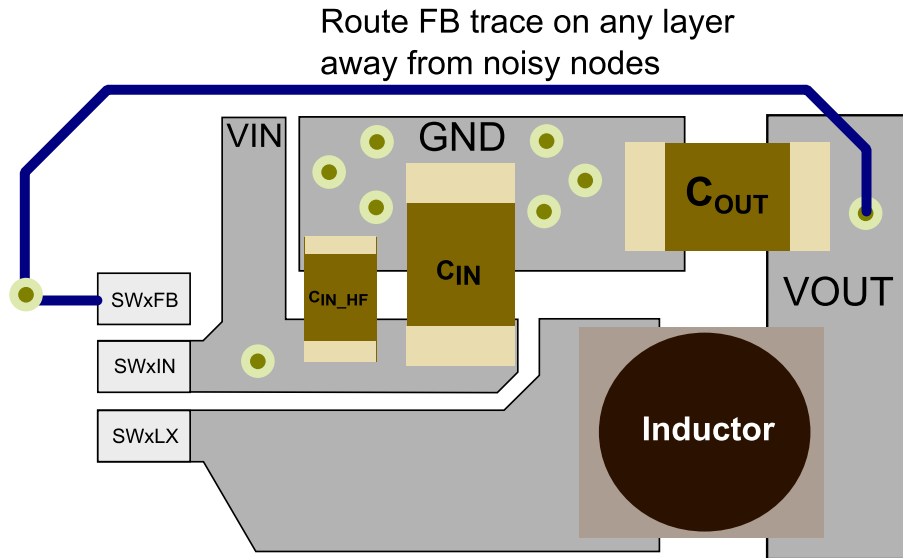 Route FB trace on any layer
away from noisy nodes
VIN
GND
COUT
CIN
CIN_HF
SWxFB
VOUT
SWxIN
SWxLX
Inductor